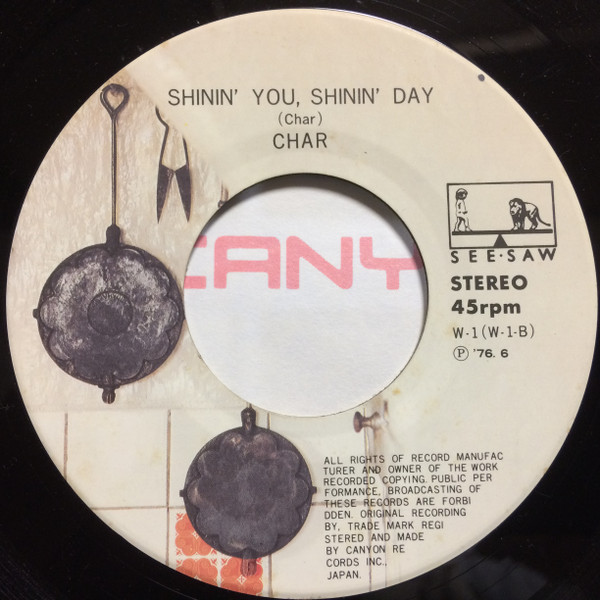 SHININ' YOU, SHININ' DAY
(Char)
CHAR
CANY
SEE·SAW
STEREO
45rpm
W-1(W-1-B)
Ⓟ '76. 6
ALL RIGHTS OF RECORD MANUFAC
TURER AND OWNER OF THE WORK
RECORDED COPYING. PUBLIC PER
FORMANCE, BROADCASTING OF
THESE RECORDS ARE FORBI
DDEN. ORIGINAL RECORDING
BY, TRADE MARK REGI
STERED AND MADE
BY CANYON RE
CORDS INC.,
JAPAN.